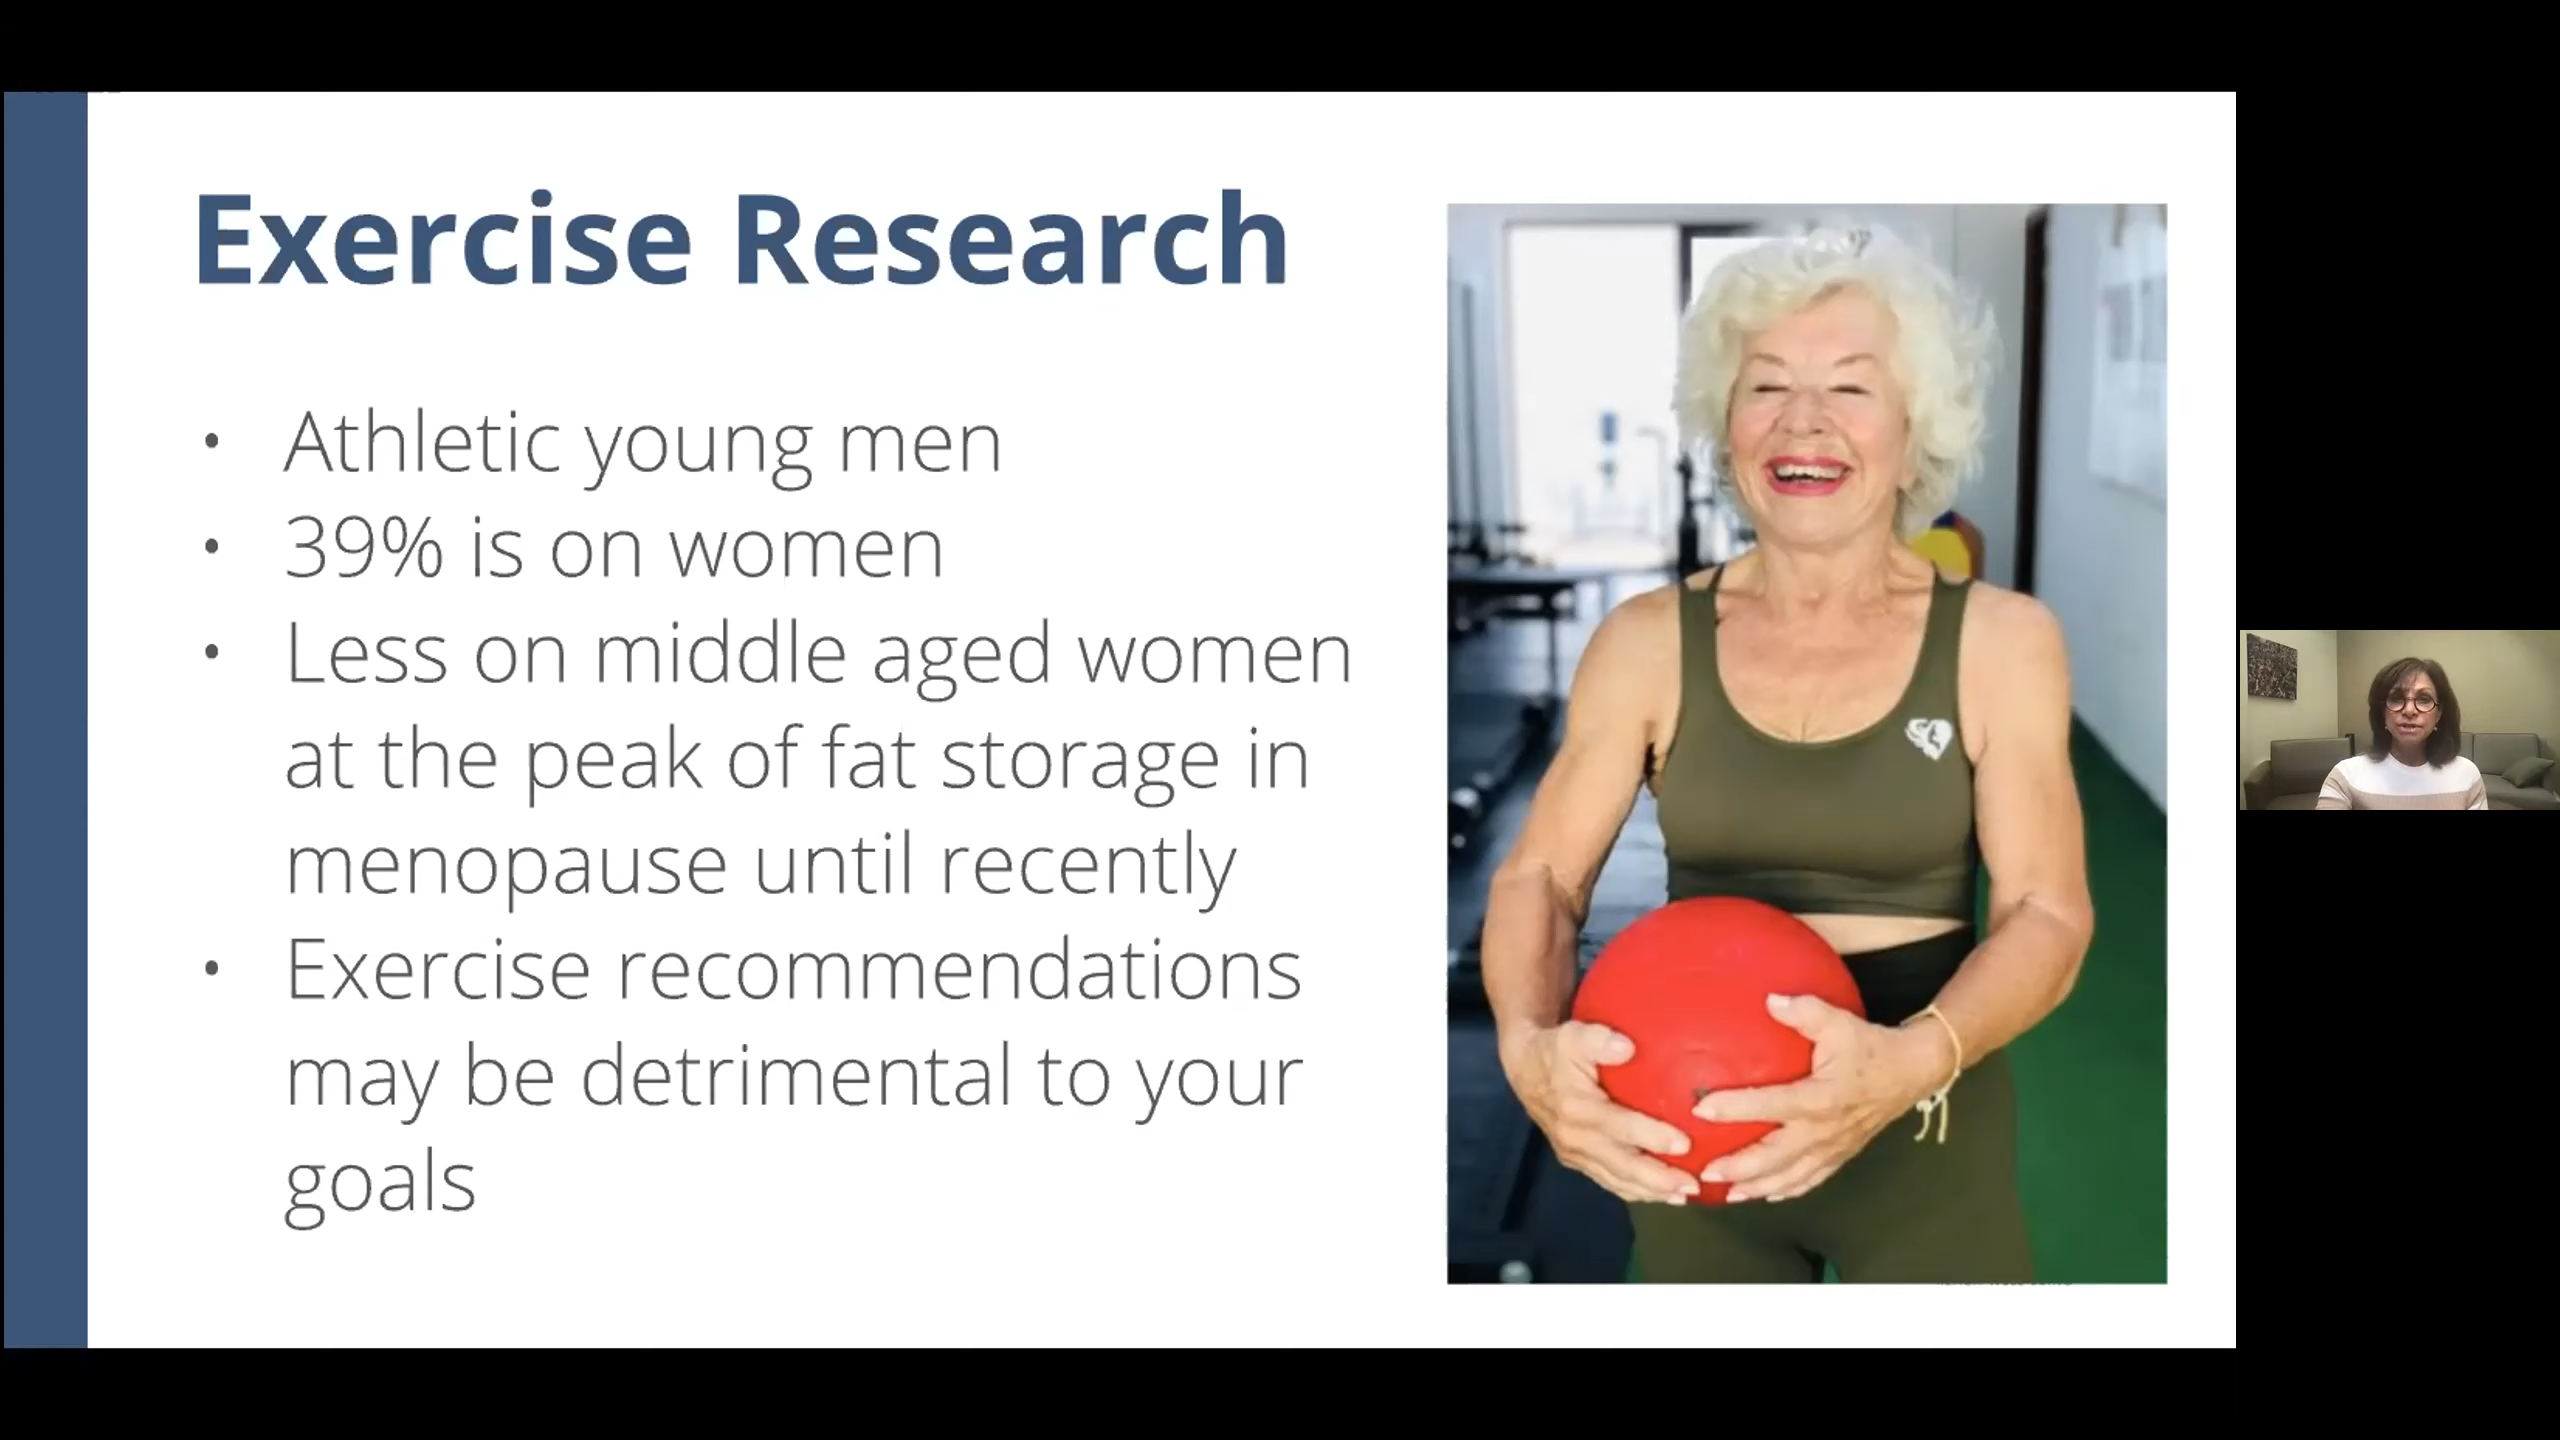 Exercise Research
• Athletic young men
• 39% is on women
• Less on middle aged women
at the peak of fat storage in
menopause until recently
• Exercise recommendations
may be detrimental to your
goals